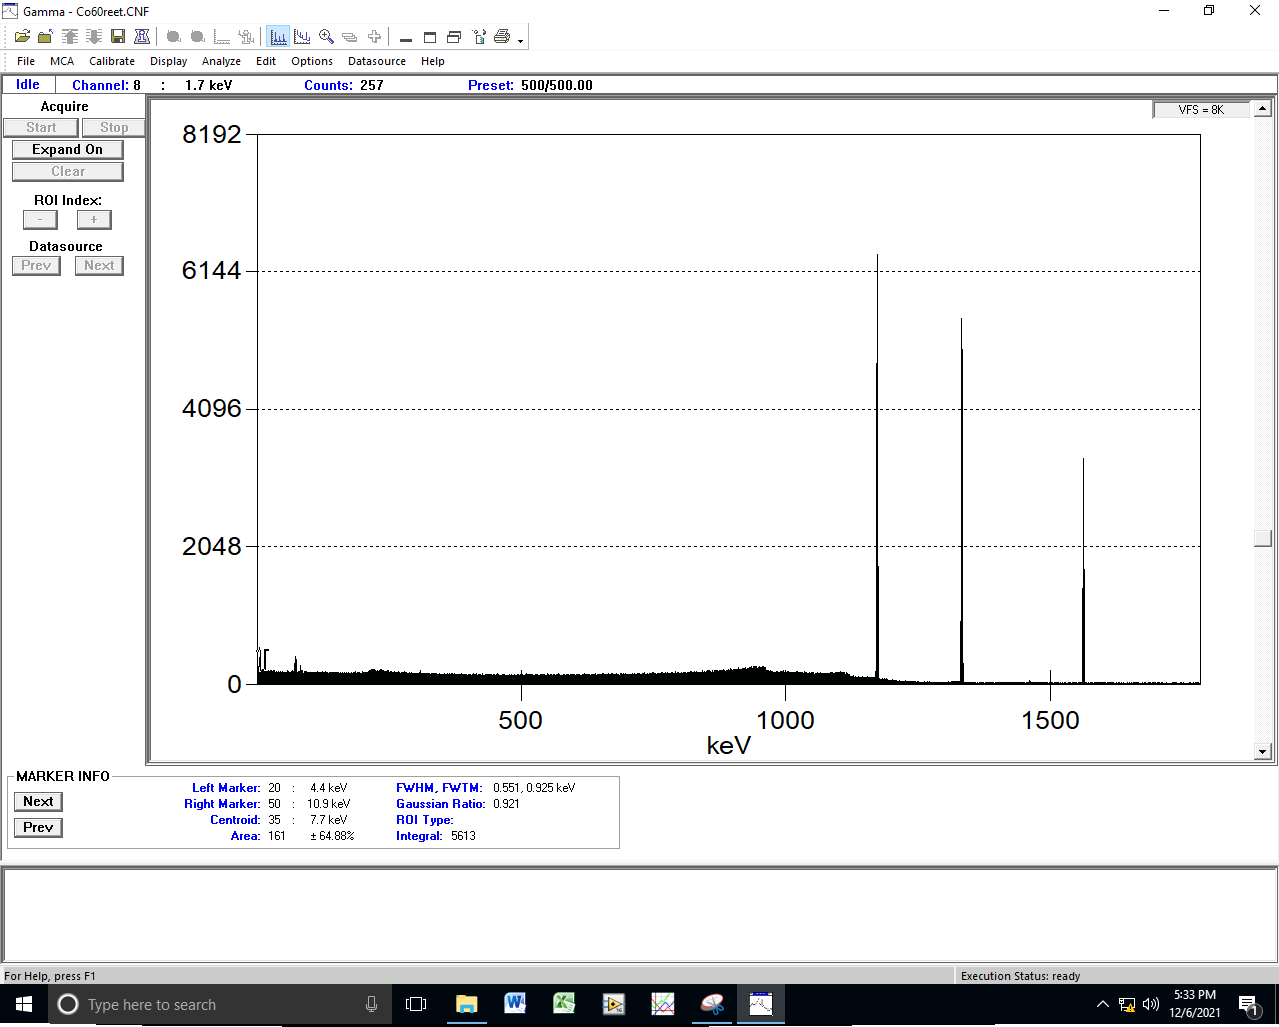 Gamma - Co60reet.CNF
File MCA Calibrate Display Analyze Edit Options Datasource Help
Idle Channel: 8 : 1.7 keV Counts: 257 Preset: 500/500.00
Acquire
Start Stop
Expand On
Clear
ROI Index:
- +
Datasource
Prev Next
VFS = 8K
8192
6144
4096
2048
0
500 1000 1500
keV
MARKER INFO
Next
Prev
Left Marker: 20 : 4.4 keV FWHM, FWTM: 0.551, 0.925 keV
Right Marker: 50 : 10.9 keV Gaussian Ratio: 0.921
Centroid: 35 : 7.7 keV ROI Type:
Area: 161 ± 64.88% Integral: 5613
For Help, press F1 Execution Status: ready
Type here to search
5:33 PM
12/6/2021
1